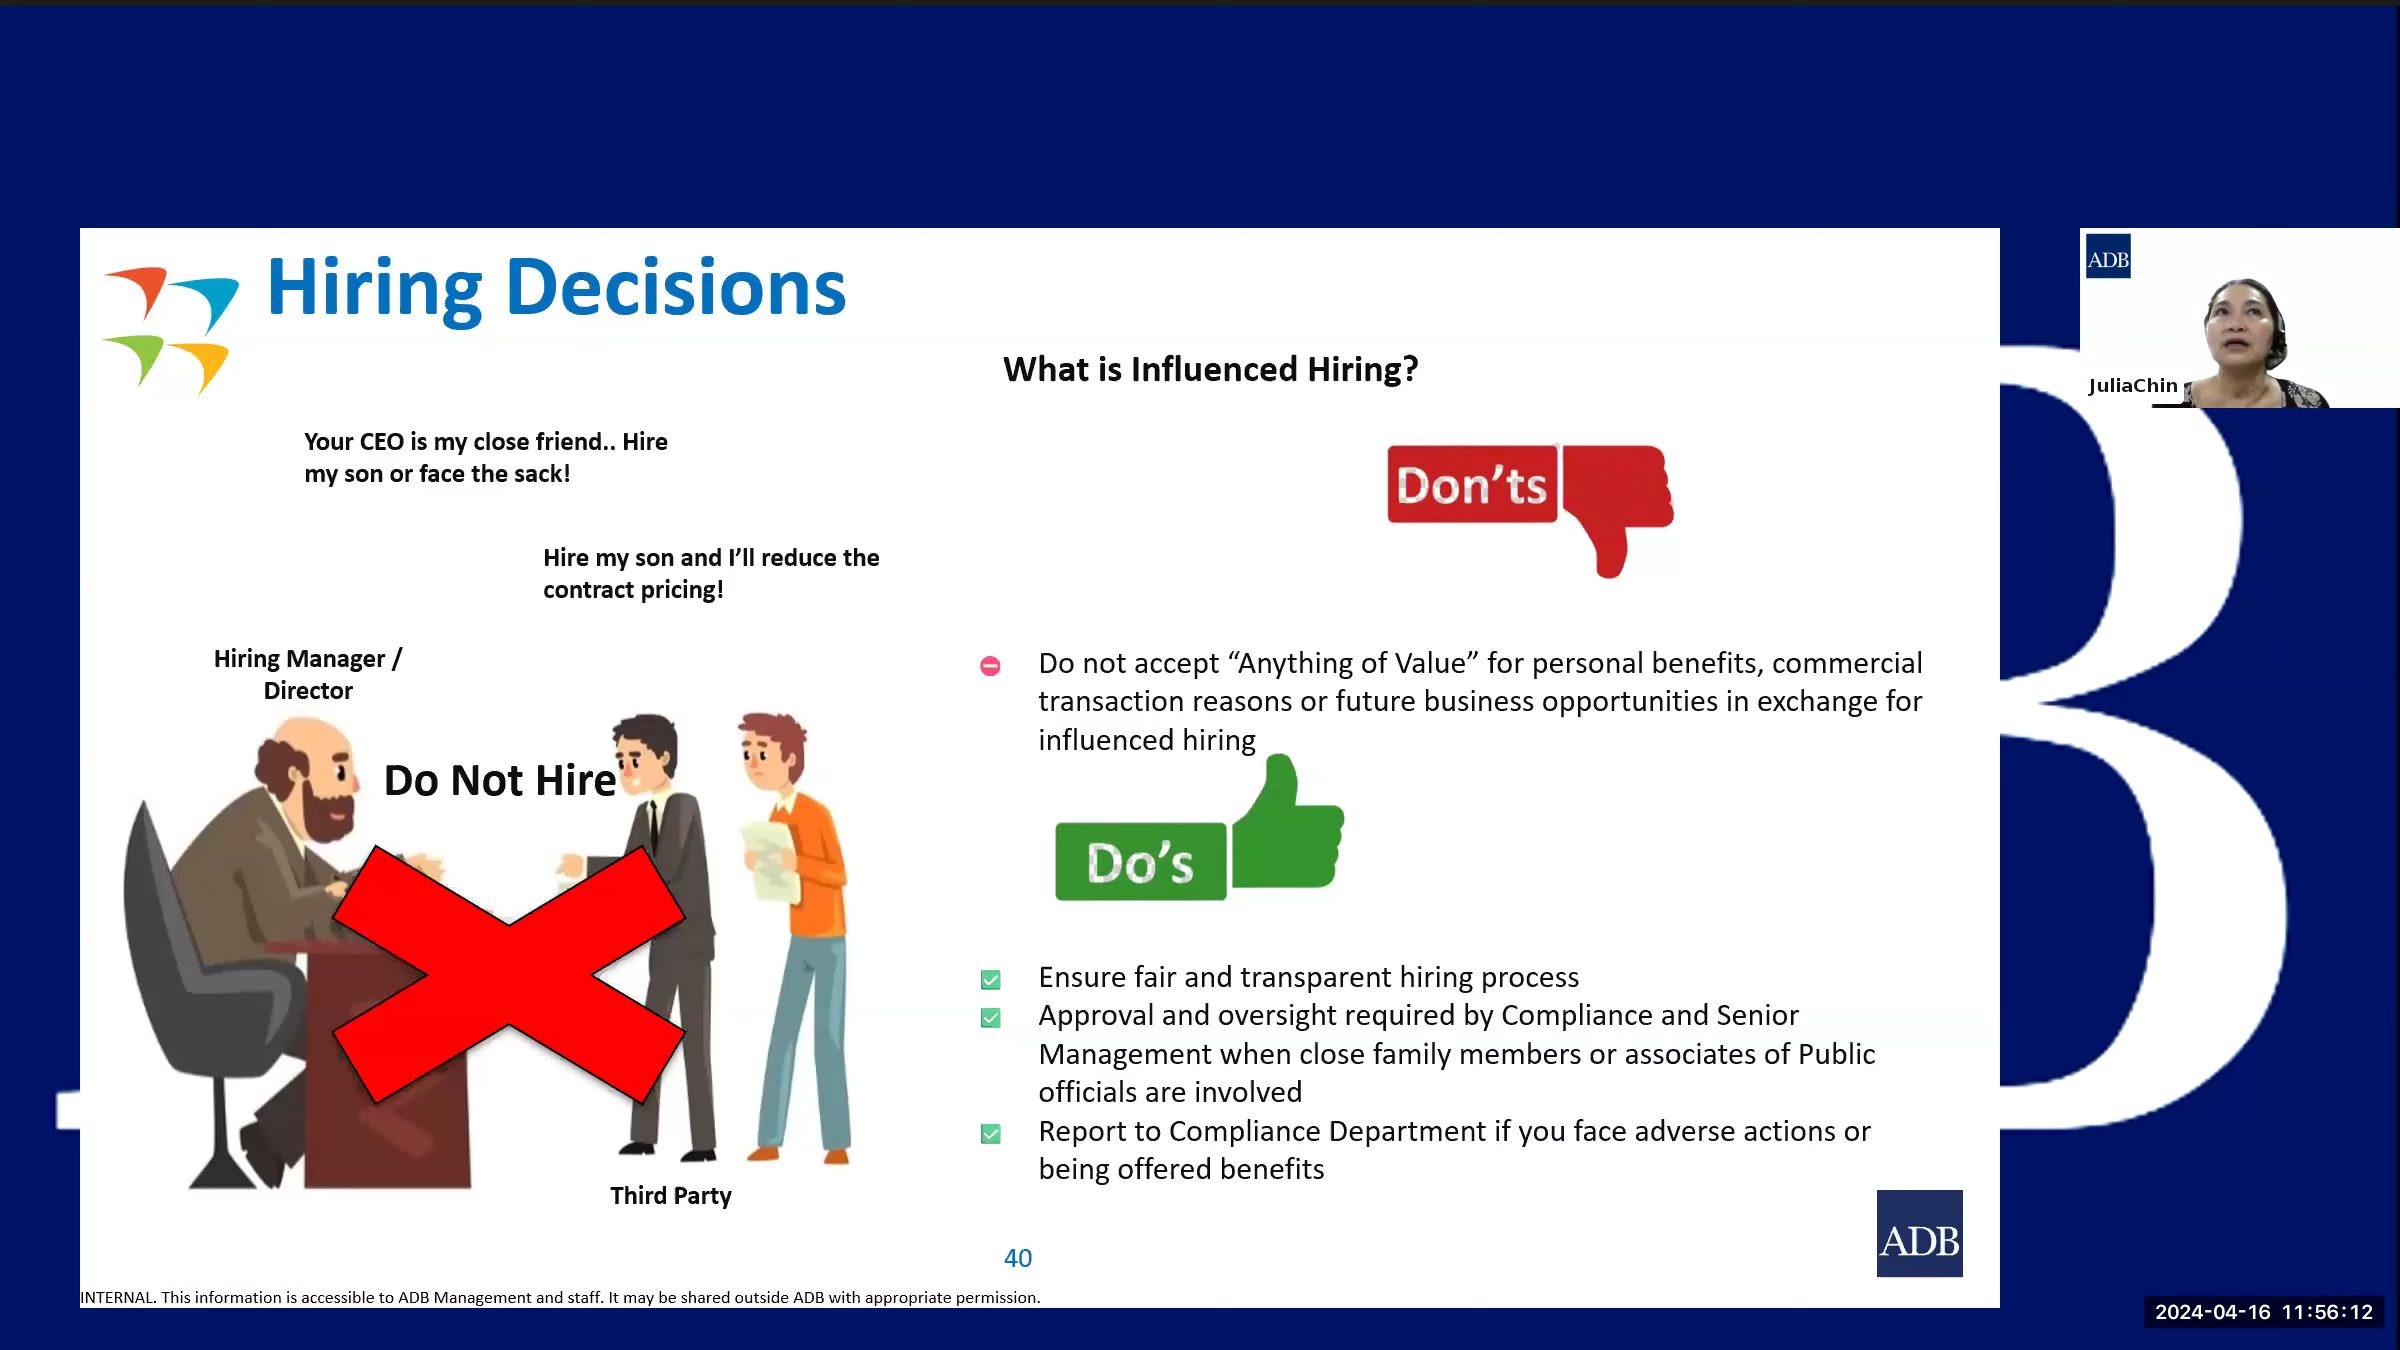 Hiring Decisions
What is Influenced Hiring?
Your CEO is my close friend.. Hire
my son or face the sack!
Hire my son and I’ll reduce the
contract pricing!
Hiring Manager /
Director
Do Not Hire
Third Party
Don’ts
Do not accept “Anything of Value” for personal benefits, commercial
transaction reasons or future business opportunities in exchange for
influenced hiring
Do’s
Ensure fair and transparent hiring process
Approval and oversight required by Compliance and Senior
Management when close family members or associates of Public
officials are involved
Report to Compliance Department if you face adverse actions or
being offered benefits
ADB
40
INTERNAL. This information is accessible to ADB Management and staff. It may be shared outside ADB with appropriate permission.
ADB
JuliaChin
B
2024-04-16 11:56:12